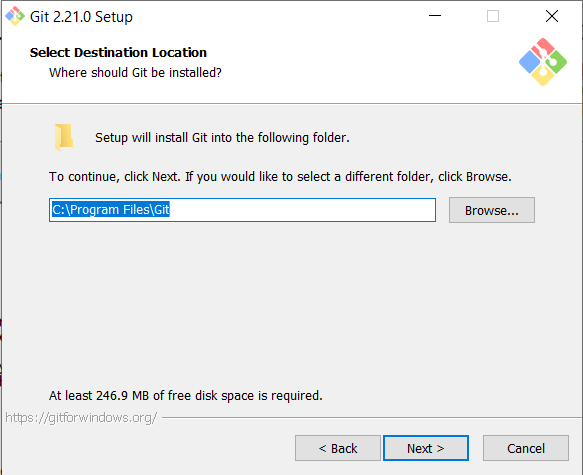 Git 2.21.0 Setup
Select Destination Location
Where should Git be installed?
Setup will install Git into the following folder.
To continue, click Next. If you would like to select a different folder, click Browse.
C:\Program Files\Git
Browse...
At least 246.9 MB of free disk space is required.
https://gitforwindows.org/
< Back
Next >
Cancel